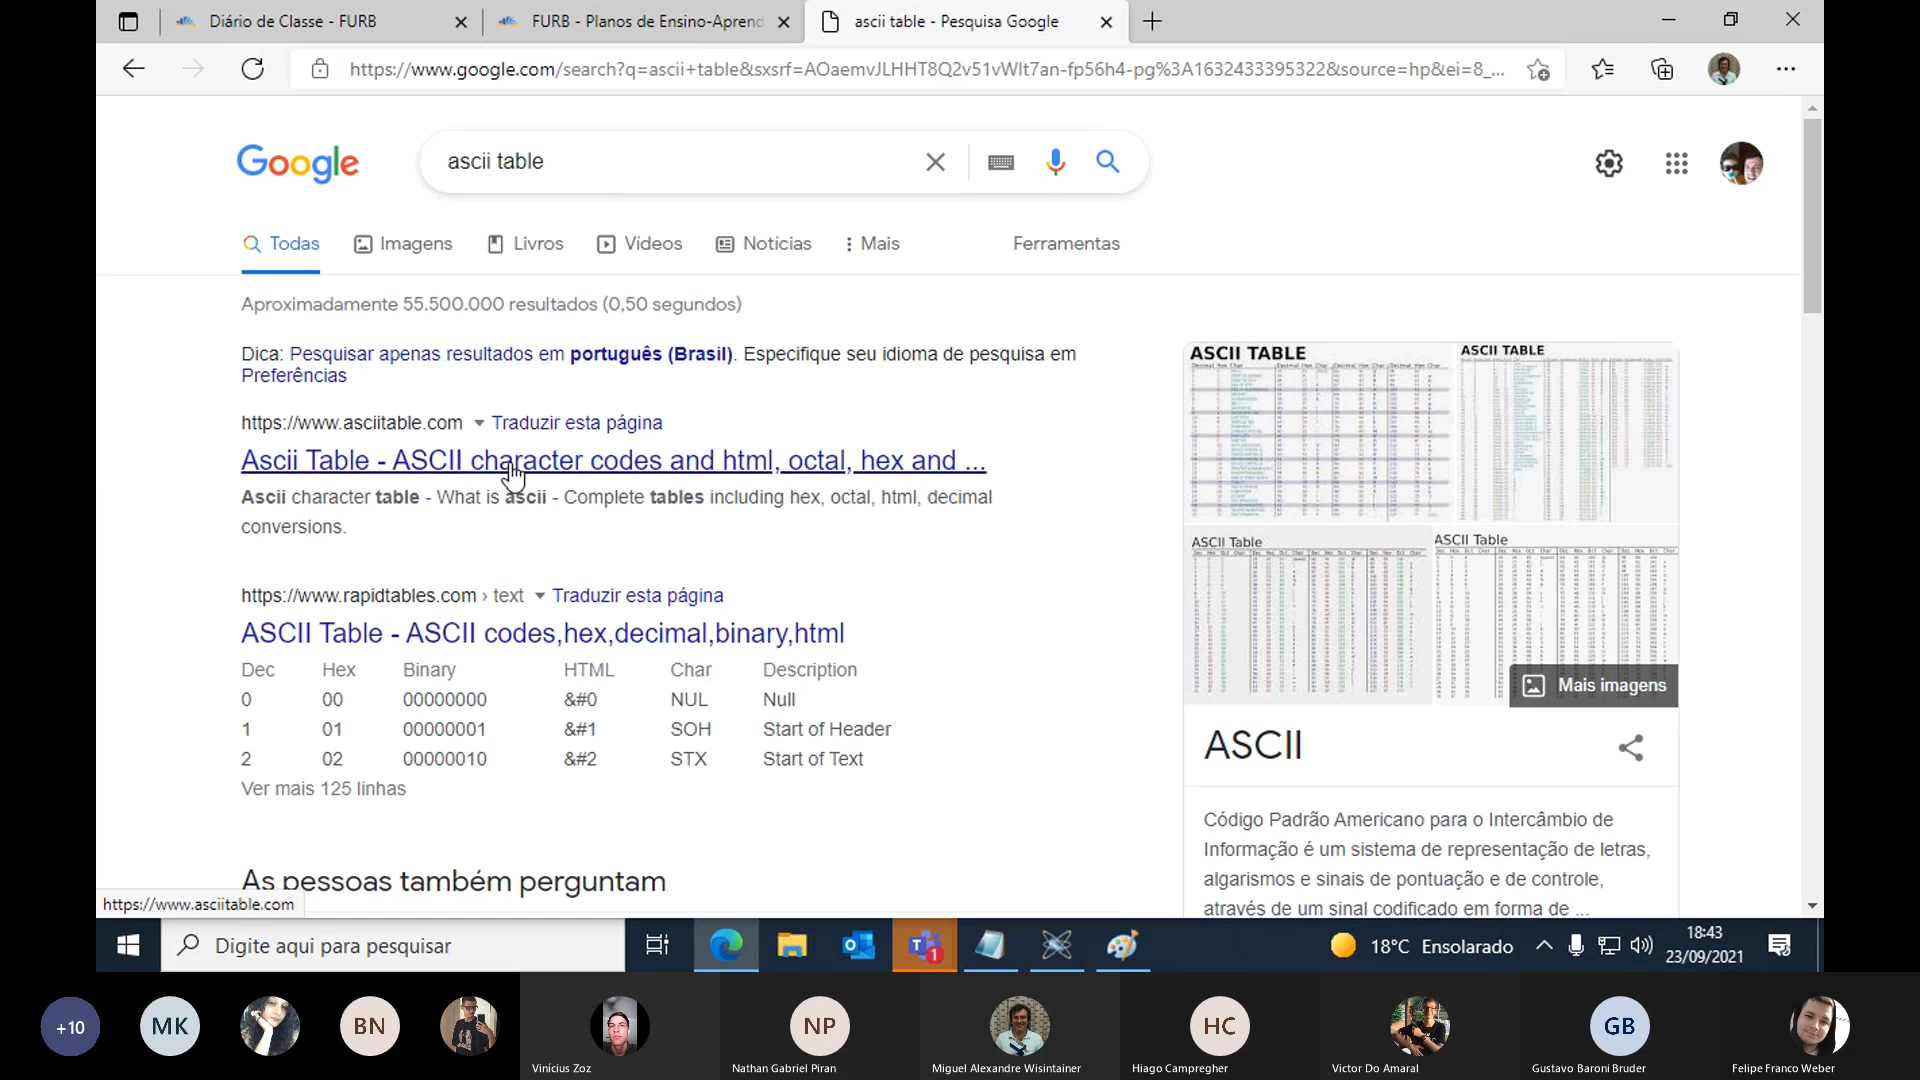 Diário de Classe - FURB
FURB - Planos de Ensino-Aprend
ascii table - Pesquisa Google
https://www.google.com/search?q=ascii+table&sxsrf=AOaemvJLHHT8Q2v51vWIt7an-fp56h4-pg%3A1632433395322&source=hp&ei=8_...
Google
ascii table
Todas
Imagens
Livros
Vídeos
Notícias
Mais
Ferramentas
Aproximadamente 55.500.000 resultados (0,50 segundos)
Dica: Pesquisar apenas resultados em português (Brasil). Especifique seu idioma de pesquisa em
Preferências
https://www.asciitable.com Traduzir esta página
Ascii Table - ASCII character codes and html, octal, hex and ...
Ascii character table - What is ascii - Complete tables including hex, octal, html, decimal
conversions.
https://www.rapidtables.com › text Traduzir esta página
ASCII Table - ASCII codes,hex,decimal,binary,html
Dec Hex Binary HTML Char Description
0 00 00000000 &#0 NUL Null
1 01 00000001 &#1 SOH Start of Header
2 02 00000010 &#2 STX Start of Text
Ver mais 125 linhas
As pessoas também perguntam
https://www.asciitable.com
ASCII TABLE
ASCII TABLE
ASCII Table
ASCII Table
Mais imagens
ASCII
Código Padrão Americano para o Intercâmbio de
Informação é um sistema de representação de letras,
algarismos e sinais de pontuação e de controle,
através de um sinal codificado em forma de ...
Digite aqui para pesquisar
1
18°C Ensolarado
18:43
23/09/2021
+10
MK
BN
Vinícius Zoz
NP
Nathan Gabriel Piran
Miguel Alexandre Wisintainer
HC
Hiago Campregher
Victor Do Amaral
GB
Gustavo Baroni Bruder
Felipe Franco Weber